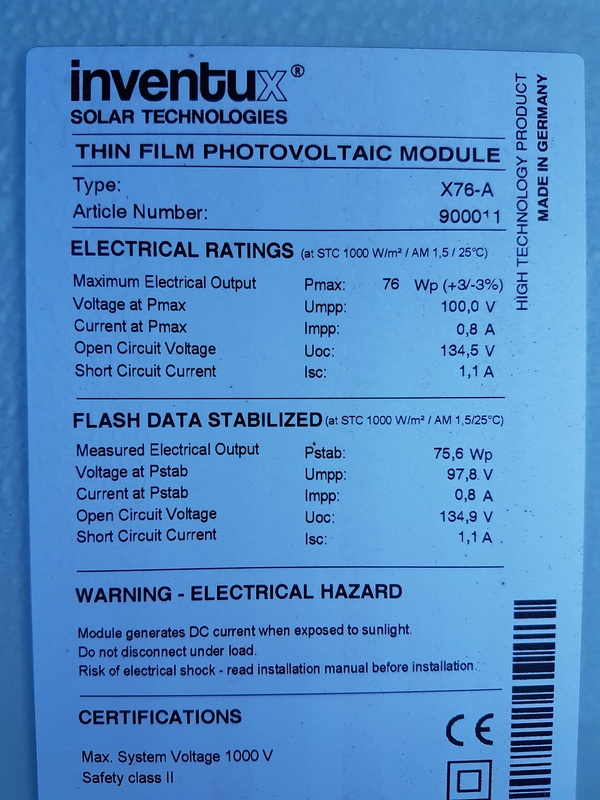 inventux®
SOLAR TECHNOLOGIES
THIN FILM PHOTOVOLTAIC MODULE
Type: X76-A
Article Number: 900011
ELECTRICAL RATINGS (at STC 1000 W/m² / AM 1,5 / 25°C)
Maximum Electrical Output Pmax: 76 Wp (+3/-3%)
Voltage at Pmax Umpp: 100,0 V
Current at Pmax Impp: 0,8 A
Open Circuit Voltage Uoc: 134,5 V
Short Circuit Current Isc: 1,1 A
FLASH DATA STABILIZED (at STC 1000 W/m² / AM 1,5/25°C)
Measured Electrical Output Pstab: 75,6 Wp
Voltage at Pstab Umpp: 97,8 V
Current at Pstab Impp: 0,8 A
Open Circuit Voltage Uoc: 134,9 V
Short Circuit Current Isc: 1,1 A
WARNING - ELECTRICAL HAZARD
Module generates DC current when exposed to sunlight.
Do not disconnect under load.
Risk of electrical shock - read installation manual before installation.
CERTIFICATIONS
CE
Max. System Voltage 1000 V
Safety class II
HIGH TECHNOLOGY PRODUCT
MADE IN GERMANY